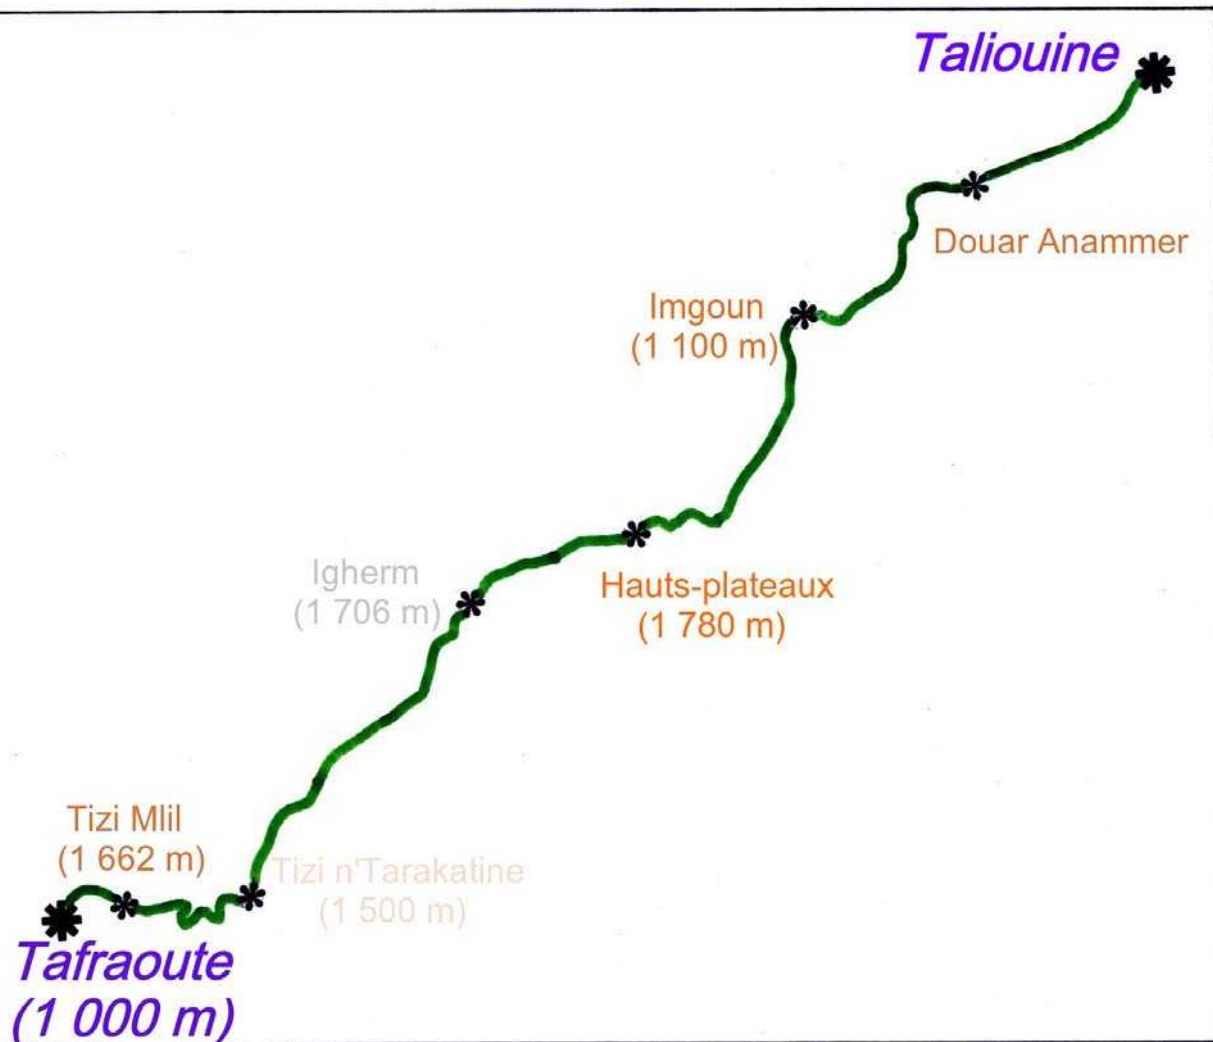 Taliouine
Douar Anammer
Imgoun
(1 100 m)
Igherm
(1 706 m)
Hauts-plateaux
(1 780 m)
Tizi Mlil
(1 662 m)
Tizi n'Tarakatine
(1 500 m)
Tafraoute
(1 000 m)